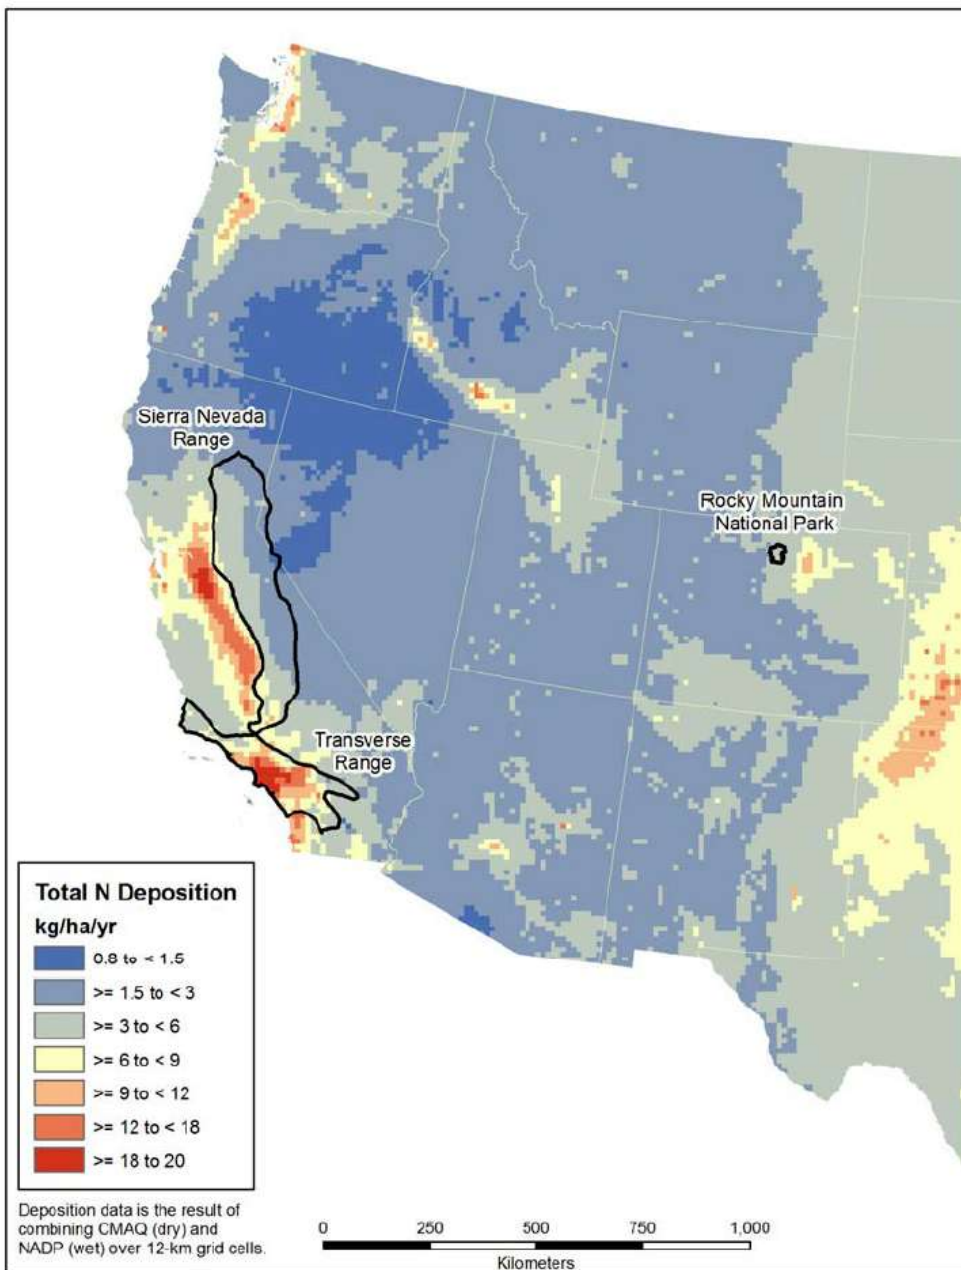 Sierra Nevada
Range
Rocky Mountain
National Park
Transverse
Range
Total N Deposition
kg/ha/yr
0.8 to < 1.5
>= 1.5 to < 3
>= 3 to < 6
>= 6 to < 9
>= 9 to < 12
>= 12 to < 18
>= 18 to 20
Deposition data is the result of
combining CMAQ (dry) and
NADP (wet) over 12-km grid cells.
0 250 500 750 1,000
Kilometers